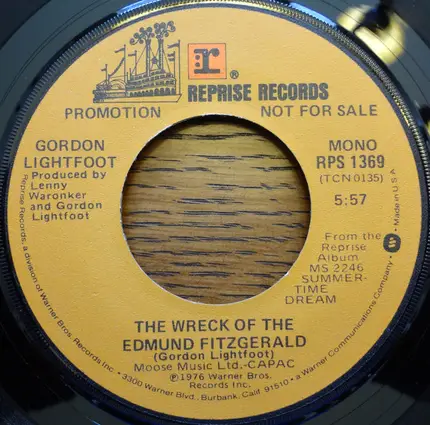 r
® REPRISE RECORDS
PROMOTION NOT FOR SALE
GORDON
LIGHTFOOT
Produced by
Lenny
Waronker
and Gordon
Lightfoot
MONO
RPS 1369
(TCN 0135)
5:57
From the
Reprise
Album
MS 2246
SUMMER-
TIME
DREAM
THE WRECK OF THE
EDMUND FITZGERALD
(Gordon Lightfoot)
Moose Music Ltd.-CAPAC
℗1976 Warner Bros.
Records Inc.
Reprise Records, a division of Warner Bros. Records Inc. • 3300 Warner Blvd., Burbank, Calif. 91510 • a Warner Communications Company • W • Made in U.S.A.